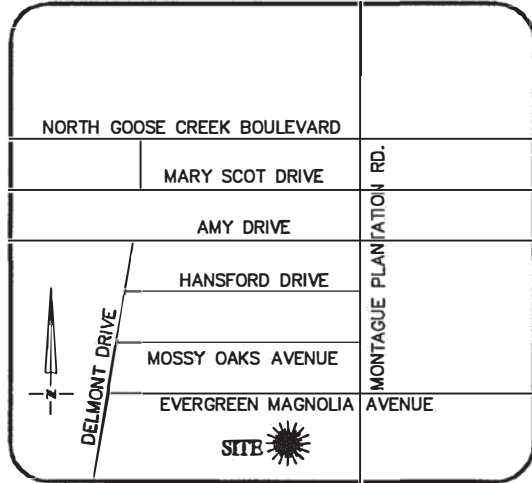 NORTH GOOSE CREEK BOULEVARD
MARY SCOT DRIVE
AMY DRIVE
HANSFORD DRIVE
MOSSY OAKS AVENUE
EVERGREEN MAGNOLIA AVENUE
MONTAGUE PLANTATION RD.
DELMONT DRIVE
N
SITE